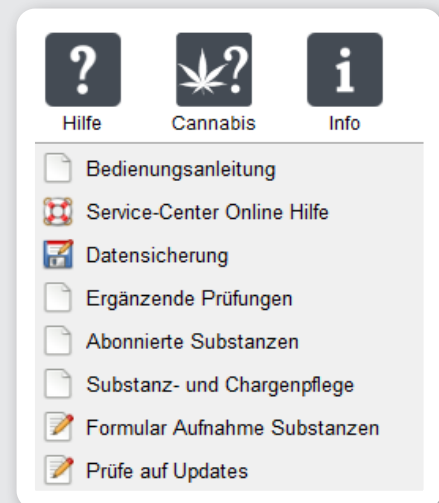 ?
?
i
Hilfe
Cannabis
Info
Bedienungsanleitung
Service-Center Online Hilfe
Datensicherung
Ergänzende Prüfungen
Abonnierte Substanzen
Substanz- und Chargenpflege
Formular Aufnahme Substanzen
Prüfe auf Updates